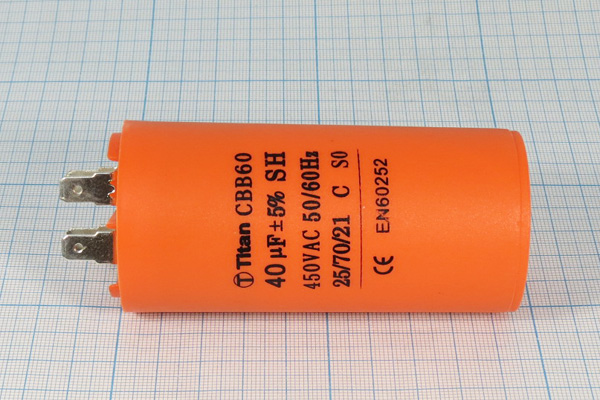 Titan CBB60
40 µF±5% SH
450VAC 50/60Hz
25/70/21 C S0
CE EN60252